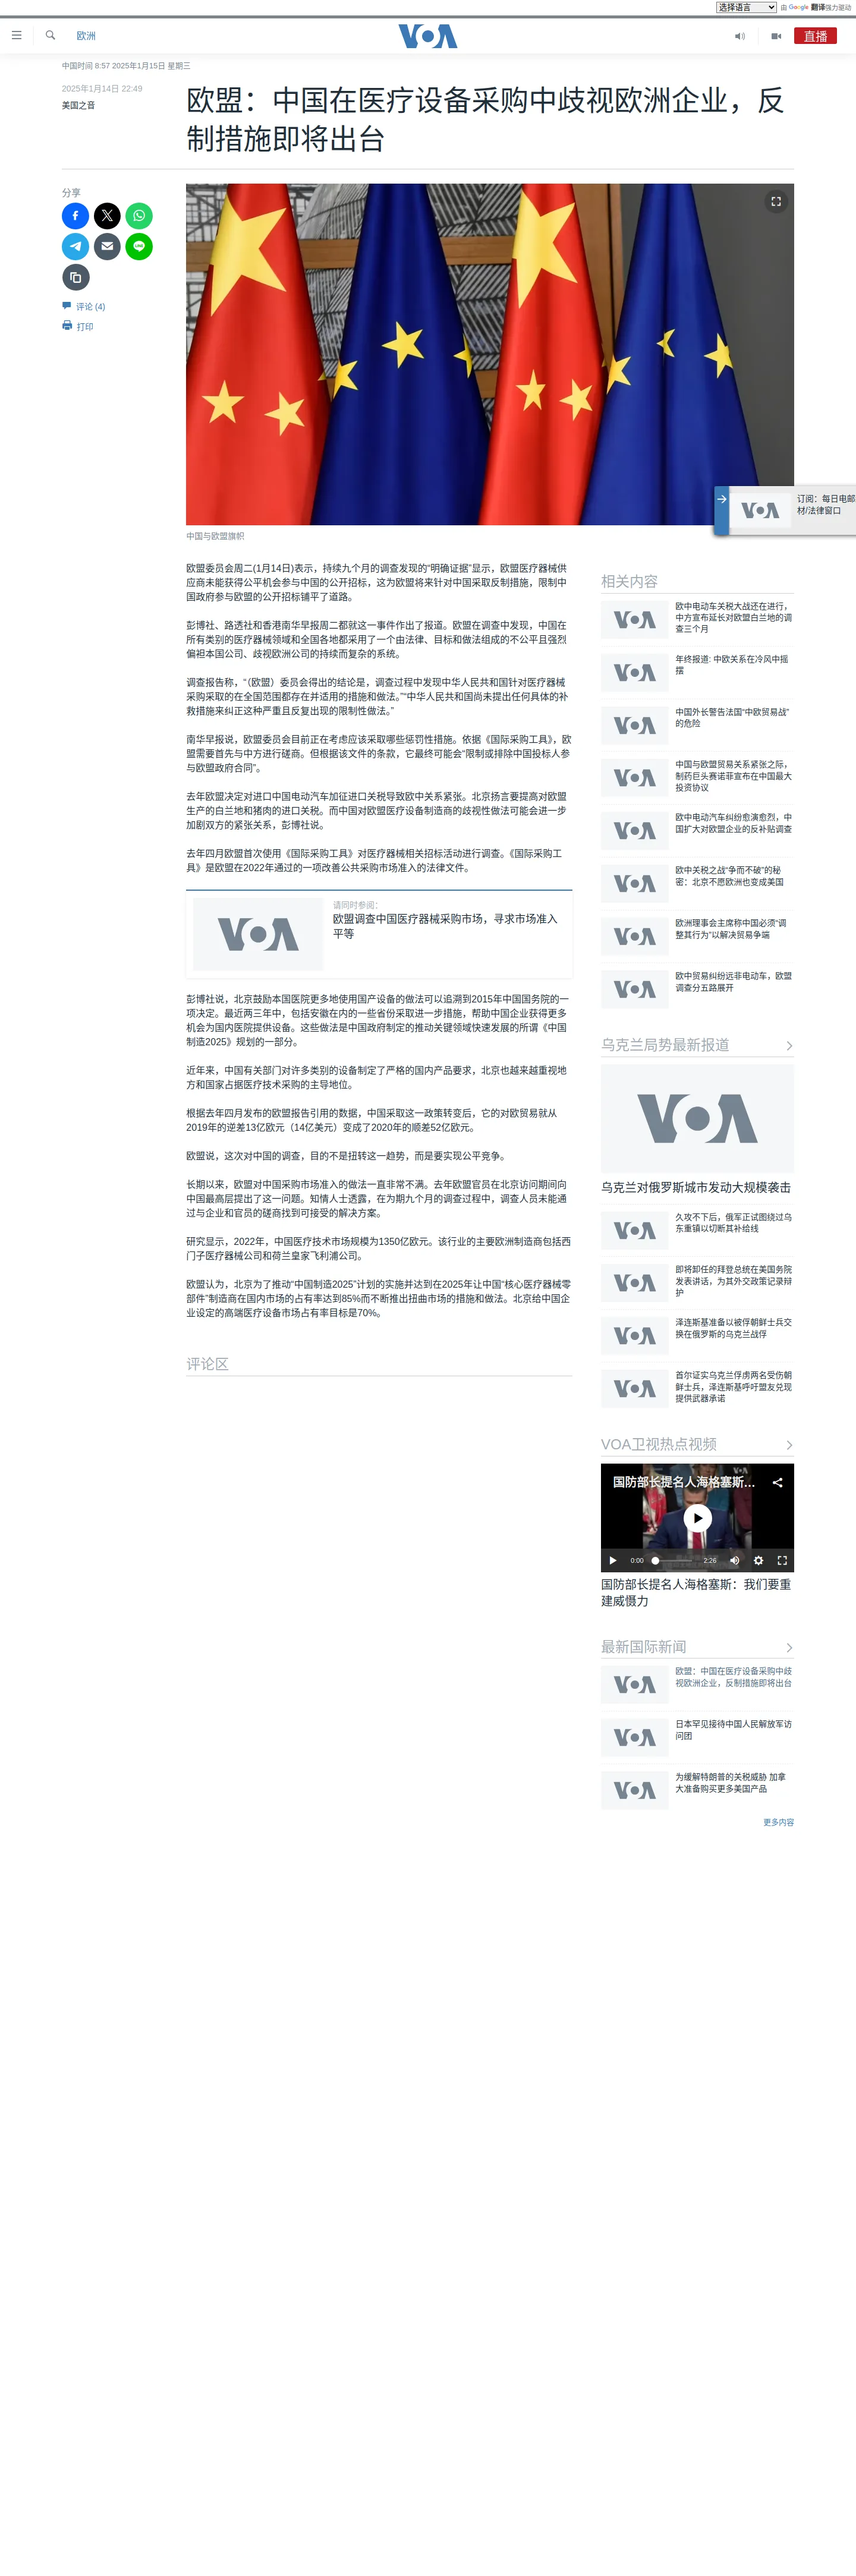 选择语言 由 Google 翻译强力驱动
欧洲
VOA
直播
中国时间 8:57 2025年1月15日 星期三
2025年1月14日 22:49
美国之音
欧盟：中国在医疗设备采购中歧视欧洲企业，反
制措施即将出台
分享
LINE
评论 (4)
打印
中国与欧盟旗帜
VOA
订阅：每日电邮
材/法律窗口
欧盟委员会周二(1月14日)表示，持续九个月的调查发现的“明确证据”显示，欧盟医疗器械供
应商未能获得公平机会参与中国的公开招标，这为欧盟将来针对中国采取反制措施，限制中
国政府参与欧盟的公开招标铺平了道路。
彭博社、路透社和香港南华早报周二都就这一事件作出了报道。欧盟在调查中发现，中国在
所有类别的医疗器械领域和全国各地都采用了一个由法律、目标和做法组成的不公平且强烈
偏袒本国公司、歧视欧洲公司的持续而复杂的系统。
调查报告称，“（欧盟）委员会得出的结论是，调查过程中发现中华人民共和国针对医疗器械
采购采取的在全国范围都存在并适用的措施和做法。”“中华人民共和国尚未提出任何具体的补
救措施来纠正这种严重且反复出现的限制性做法。”
南华早报说，欧盟委员会目前正在考虑应该采取哪些惩罚性措施。依据《国际采购工具》，欧
盟需要首先与中方进行磋商。但根据该文件的条款，它最终可能会“限制或排除中国投标人参
与欧盟政府合同”。
去年欧盟决定对进口中国电动汽车加征进口关税导致欧中关系紧张。北京扬言要提高对欧盟
生产的白兰地和猪肉的进口关税。而中国对欧盟医疗设备制造商的歧视性做法可能会进一步
加剧双方的紧张关系，彭博社说。
去年四月欧盟首次使用《国际采购工具》对医疗器械相关招标活动进行调查。《国际采购工
具》是欧盟在2022年通过的一项改善公共采购市场准入的法律文件。
VOA
请同时参阅：
欧盟调查中国医疗器械采购市场，寻求市场准入
平等
彭博社说，北京鼓励本国医院更多地使用国产设备的做法可以追溯到2015年中国国务院的一
项决定。最近两三年中，包括安徽在内的一些省份采取进一步措施，帮助中国企业获得更多
机会为国内医院提供设备。这些做法是中国政府制定的推动关键领域快速发展的所谓《中国
制造2025》规划的一部分。
近年来，中国有关部门对许多类别的设备制定了严格的国内产品要求，北京也越来越重视地
方和国家占据医疗技术采购的主导地位。
根据去年四月发布的欧盟报告引用的数据，中国采取这一政策转变后，它的对欧贸易就从
2019年的逆差13亿欧元（14亿美元）变成了2020年的顺差52亿欧元。
欧盟说，这次对中国的调查，目的不是扭转这一趋势，而是要实现公平竞争。
长期以来，欧盟对中国采购市场准入的做法一直非常不满。去年欧盟官员在北京访问期间向
中国最高层提出了这一问题。知情人士透露，在为期九个月的调查过程中，调查人员未能通
过与企业和官员的磋商找到可接受的解决方案。
研究显示，2022年，中国医疗技术市场规模为1350亿欧元。该行业的主要欧洲制造商包括西
门子医疗器械公司和荷兰皇家飞利浦公司。
欧盟认为，北京为了推动“中国制造2025”计划的实施并达到在2025年让中国“核心医疗器械零
部件”制造商在国内市场的占有率达到85%而不断推出扭曲市场的措施和做法。北京给中国企
业设定的高端医疗设备市场占有率目标是70%。
评论区
相关内容
VOA
欧中电动车关税大战还在进行，
中方宣布延长对欧盟白兰地的调
查三个月
VOA
年终报道: 中欧关系在冷风中摇
摆
VOA
中国外长警告法国“中欧贸易战”
的危险
VOA
中国与欧盟贸易关系紧张之际，
制药巨头赛诺菲宣布在中国最大
投资协议
VOA
欧中电动汽车纠纷愈演愈烈，中
国扩大对欧盟企业的反补贴调查
VOA
欧中关税之战“争而不破”的秘
密：北京不愿欧洲也变成美国
VOA
欧洲理事会主席称中国必须“调
整其行为”以解决贸易争端
VOA
欧中贸易纠纷远非电动车，欧盟
调查分五路展开
乌克兰局势最新报道
VOA
乌克兰对俄罗斯城市发动大规模袭击
VOA
久攻不下后，俄军正试图绕过乌
东重镇以切断其补给线
VOA
即将卸任的拜登总统在美国务院
发表讲话，为其外交政策记录辩
护
VOA
泽连斯基准备以被俘朝鲜士兵交
换在俄罗斯的乌克兰战俘
VOA
首尔证实乌克兰俘虏两名受伤朝
鲜士兵，泽连斯基呼吁盟友兑现
提供武器承诺
VOA卫视热点视频
VOA
国防部长提名人海格塞斯...
0:00 2:26
国防部长提名人海格塞斯：我们要重
建威慑力
最新国际新闻
VOA
欧盟：中国在医疗设备采购中歧
视欧洲企业，反制措施即将出台
VOA
日本罕见接待中国人民解放军访
问团
VOA
为缓解特朗普的关税威胁 加拿
大准备购买更多美国产品
更多内容